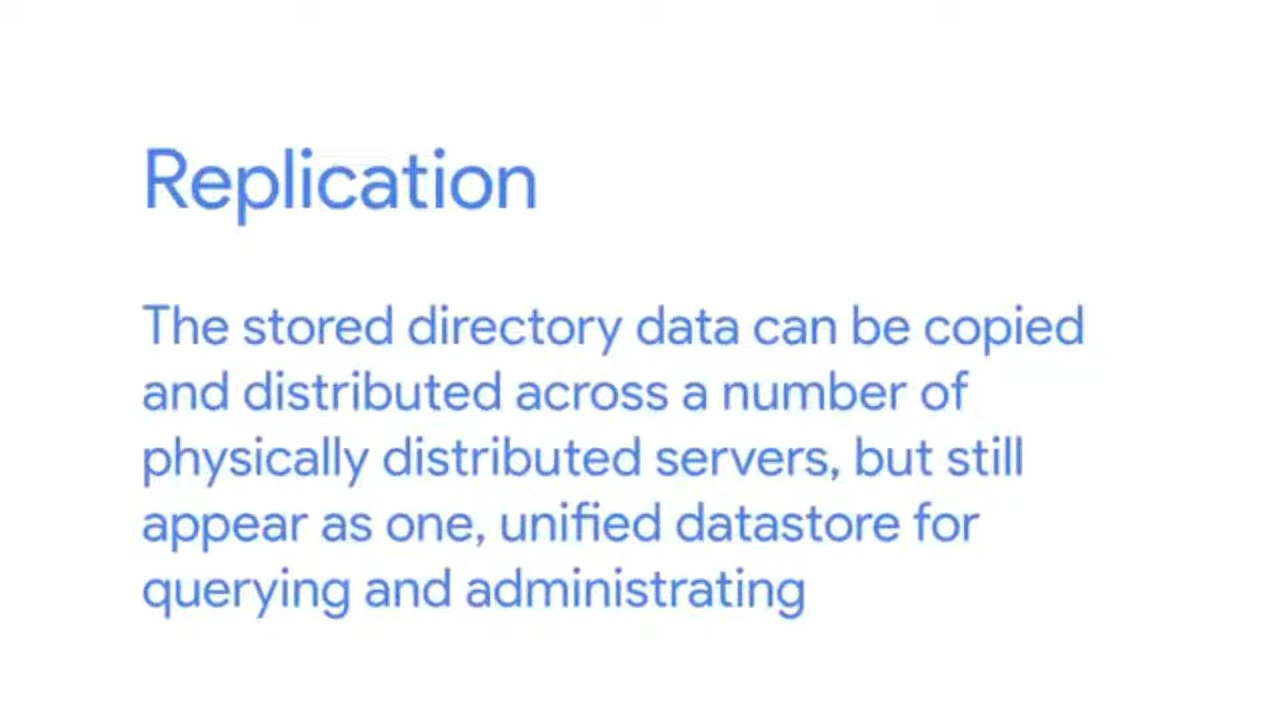 Replication
The stored directory data can be copied
and distributed across a number of
physically distributed servers, but still
appear as one, unified datastore for
querying and administrating